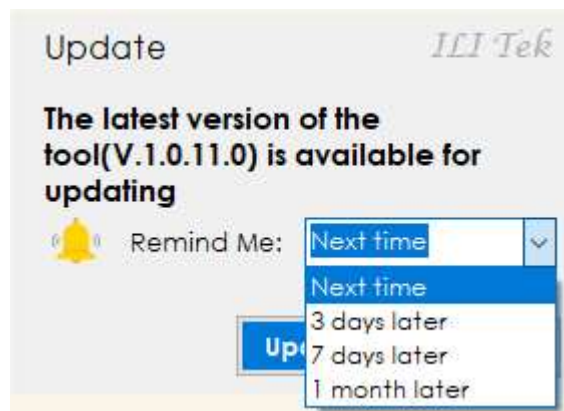 Update
ILI Tek
The latest version of the
tool(V.1.0.11.0) is available for
updating
Remind Me:
Next time
Next time
3 days later
7 days later
1 month later